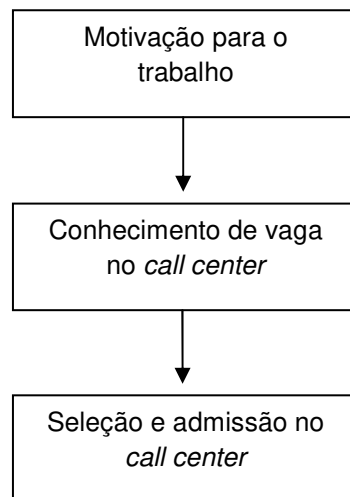 Motivação para o
trabalho
Conhecimento de vaga
no call center
Seleção e admissão no
call center